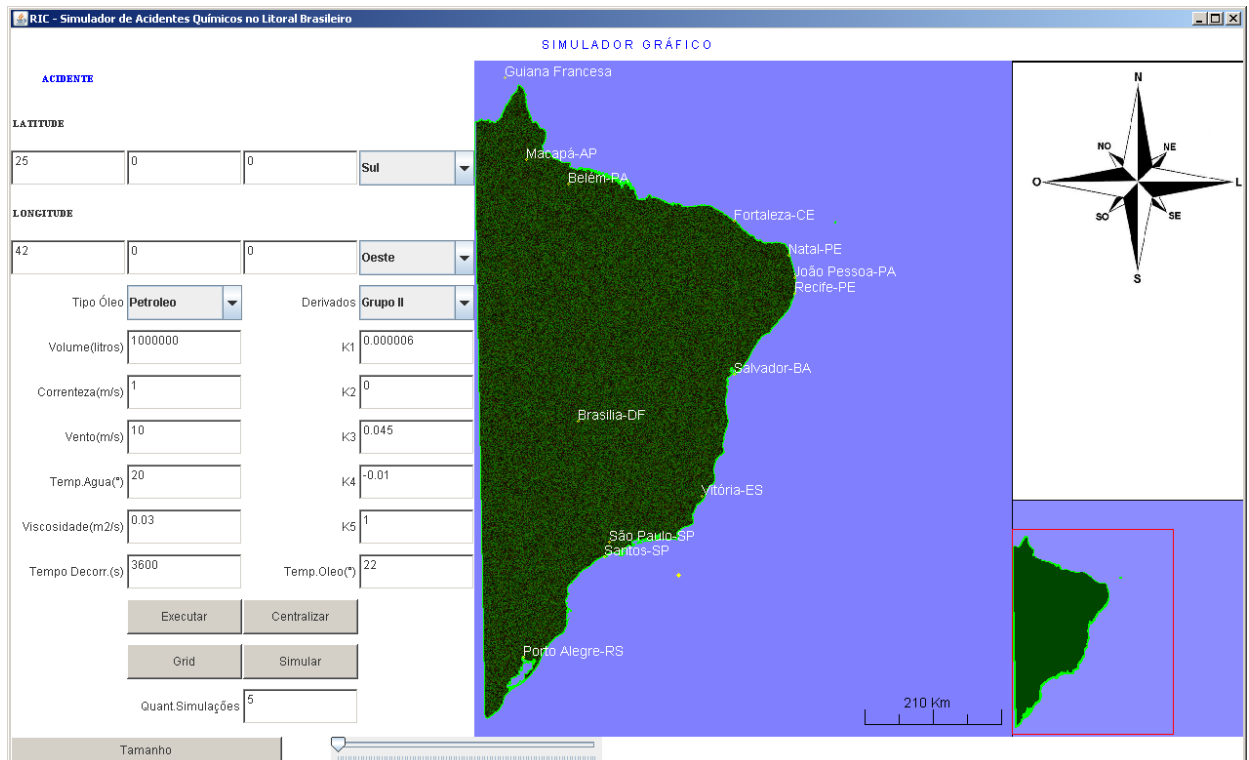 RIC - Simulador de Acidentes Químicos no Litoral Brasileiro
SIMULADOR GRÁFICO
ACIDENTE
LATITUDE
25 0 0 Sul
LONGITUDE
42 0 0 Oeste
Tipo Óleo Petroleo Derivados Grupo II
Volume(litros) 1000000 K1 0.000006
Correnteza(m/s) 1 K2 0
Vento(m/s) 10 K3 0.045
Temp.Agua(°) 20 K4 -0.01
Viscosidade(m2/s) 0.03 K5 1
Tempo Decorr.(s) 3600 Temp.Oleo(°) 22
Executar Centralizar
Grid Simular
Quant.Simulações 5
Tamanho
Guiana Francesa
Macapá-AP
Belém-PA
Fortaleza-CE
Natal-PE
João Pessoa-PA
Recife-PE
Salvador-BA
Brasilia-DF
Vitória-ES
São Paulo-SP
Santos-SP
Porto Alegre-RS
210 Km
N
NO NE
O L
SO SE
S